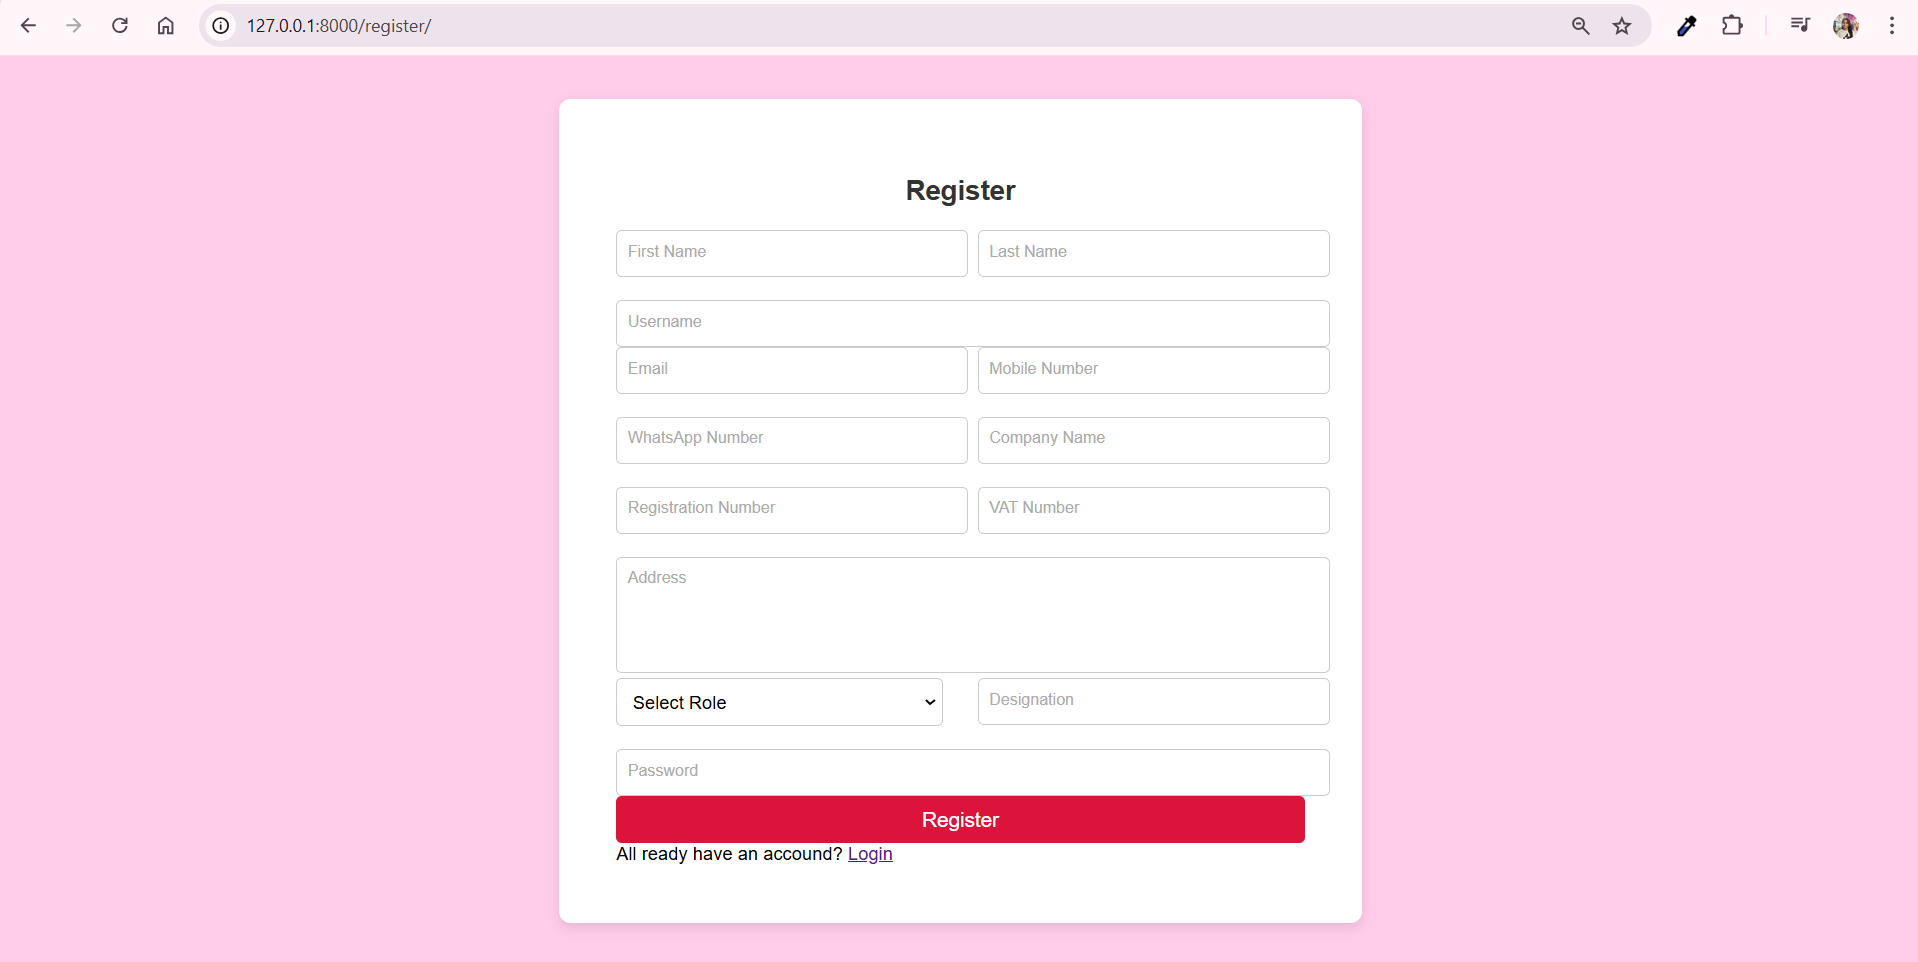 127.0.0.1:8000/register/
Register
First Name Last Name
Username
Email Mobile Number
WhatsApp Number Company Name
Registration Number VAT Number
Address
Select Role Designation
Password
Register
All ready have an accound? Login